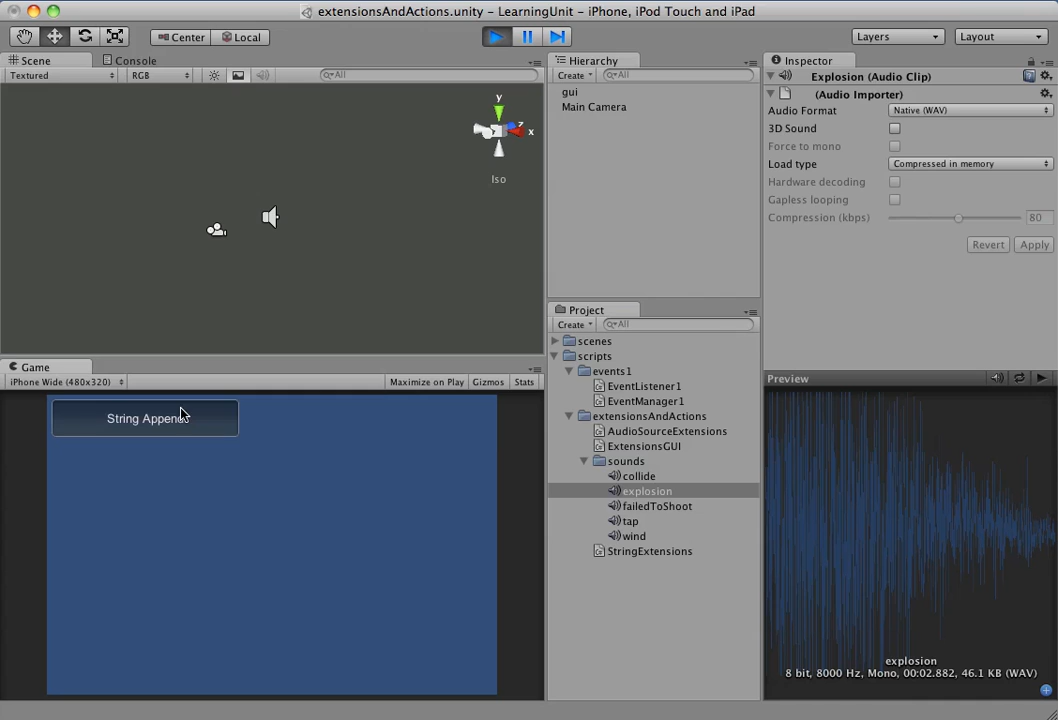 extensionsAndActions.unity – LearningUnit – iPhone, iPod Touch and iPad
Center
Local
Layers
Layout
Scene
Console
Textured
RGB
All
y
x
z
Iso
Game
iPhone Wide (480x320)
Maximize on Play
Gizmos
Stats
String Append
Hierarchy
Create
All
gui
Main Camera
Project
Create
All
scenes
scripts
events1
EventListener1
EventManager1
extensionsAndActions
AudioSourceExtensions
ExtensionsGUI
sounds
collide
explosion
failedToShoot
tap
wind
StringExtensions
Inspector
Explosion (Audio Clip)
(Audio Importer)
Audio Format
Native (WAV)
3D Sound
Force to mono
Load type
Compressed in memory
Hardware decoding
Gapless looping
Compression (kbps)
80
Revert
Apply
Preview
explosion
8 bit, 8000 Hz, Mono, 00:02.882, 46.1 KB (WAV)